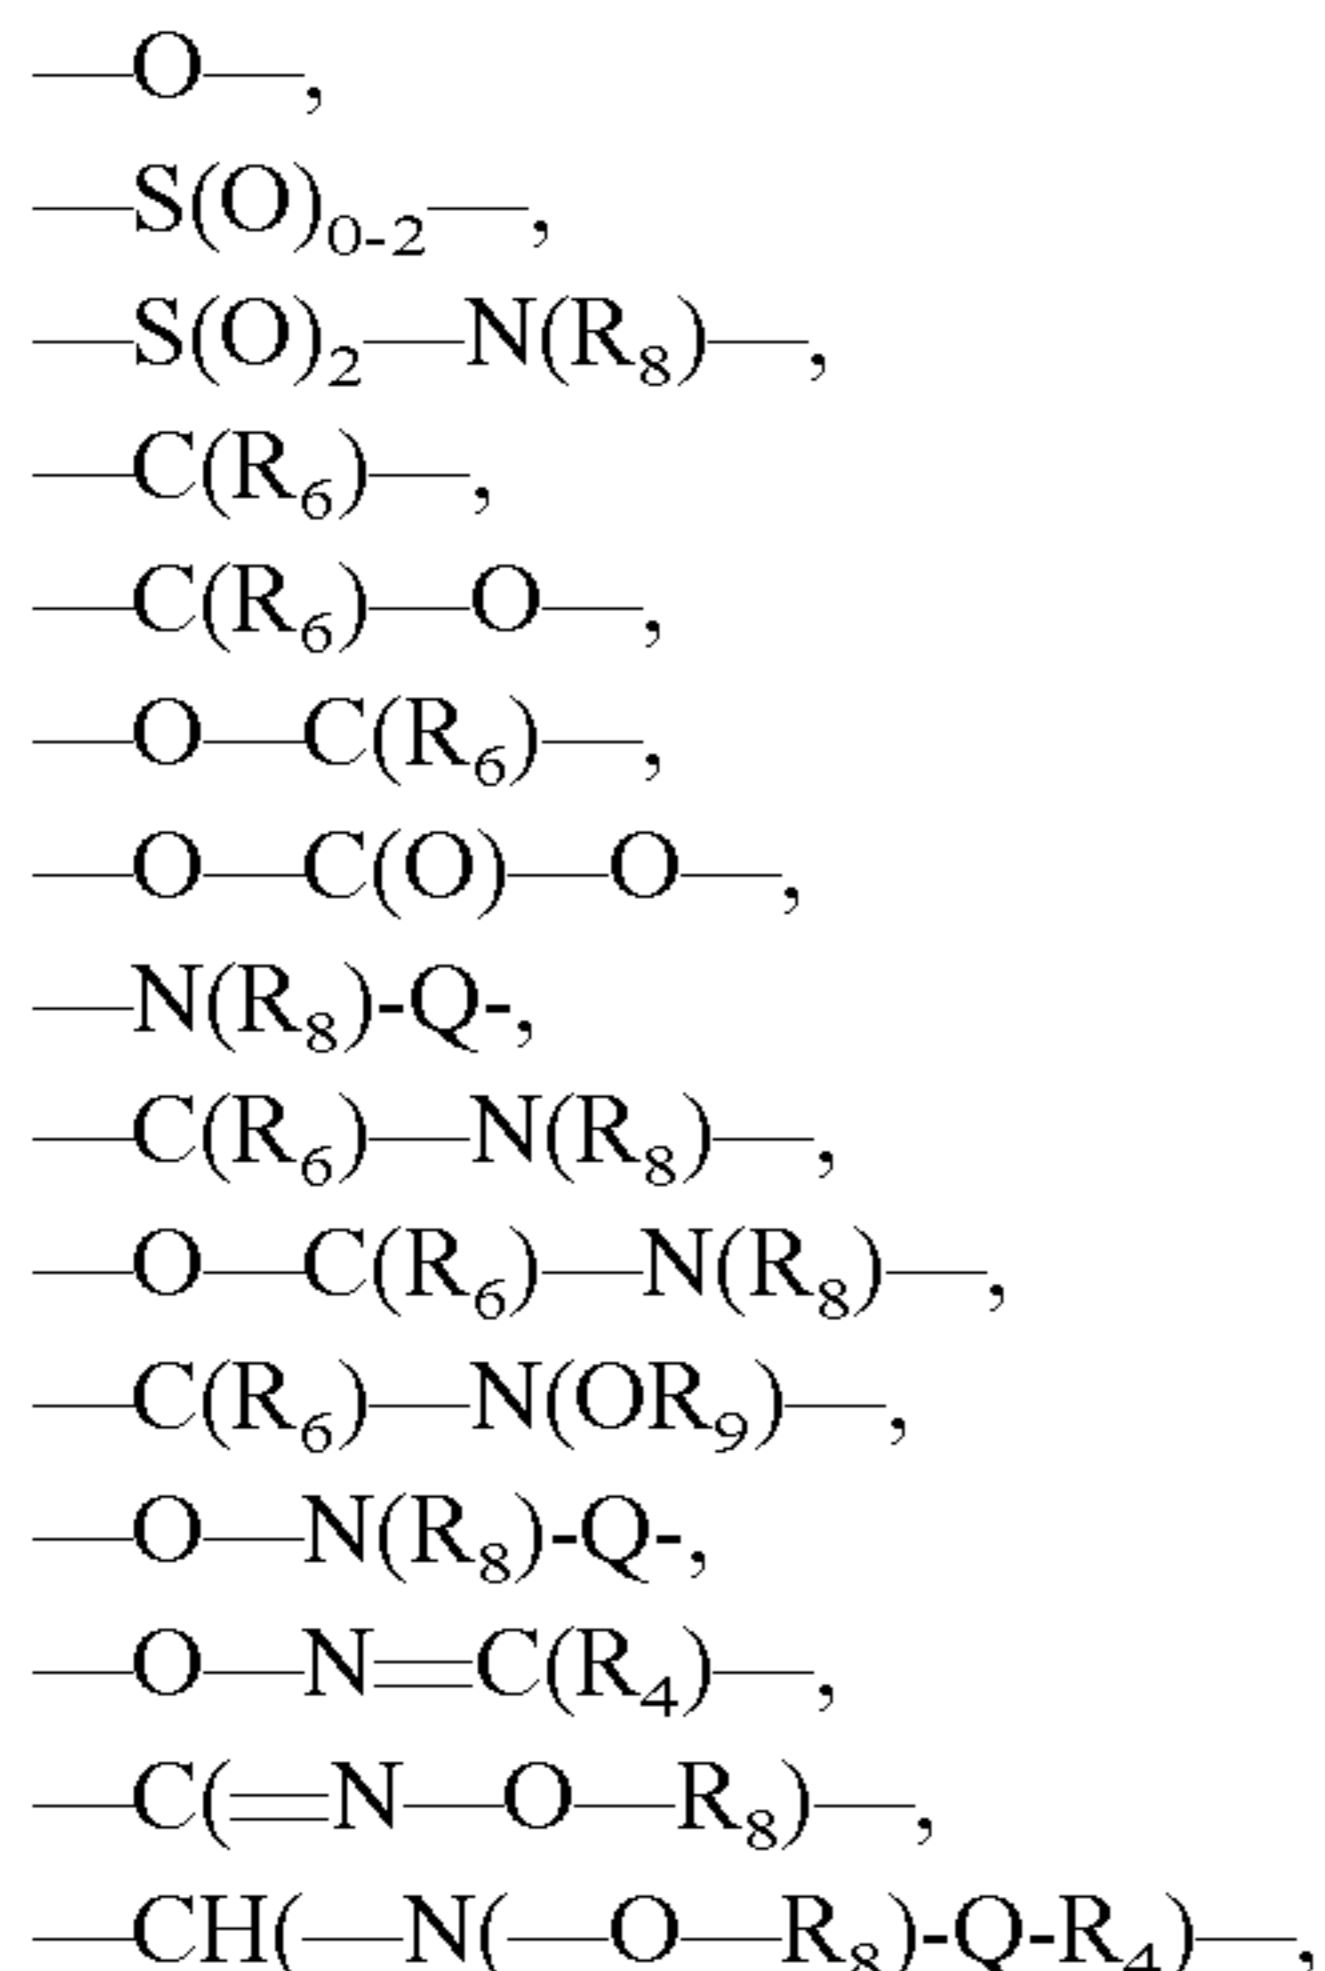 —O—,
—S(O)₀₋₂—,
—S(O)₂—N(R₈)—,
—C(R₆)—,
—C(R₆)—O—,
—O—C(R₆)—,
—O—C(O)—O—,
—N(R₈)-Q-,
—C(R₆)—N(R₈)—,
—O—C(R₆)—N(R₈)—,
—C(R₆)—N(OR₉)—,
—O—N(R₈)-Q-,
—O—N=C(R₄)—,
—C(=N—O—R₈)—,
—CH(—N(—O—R₈)-Q-R₄)—,